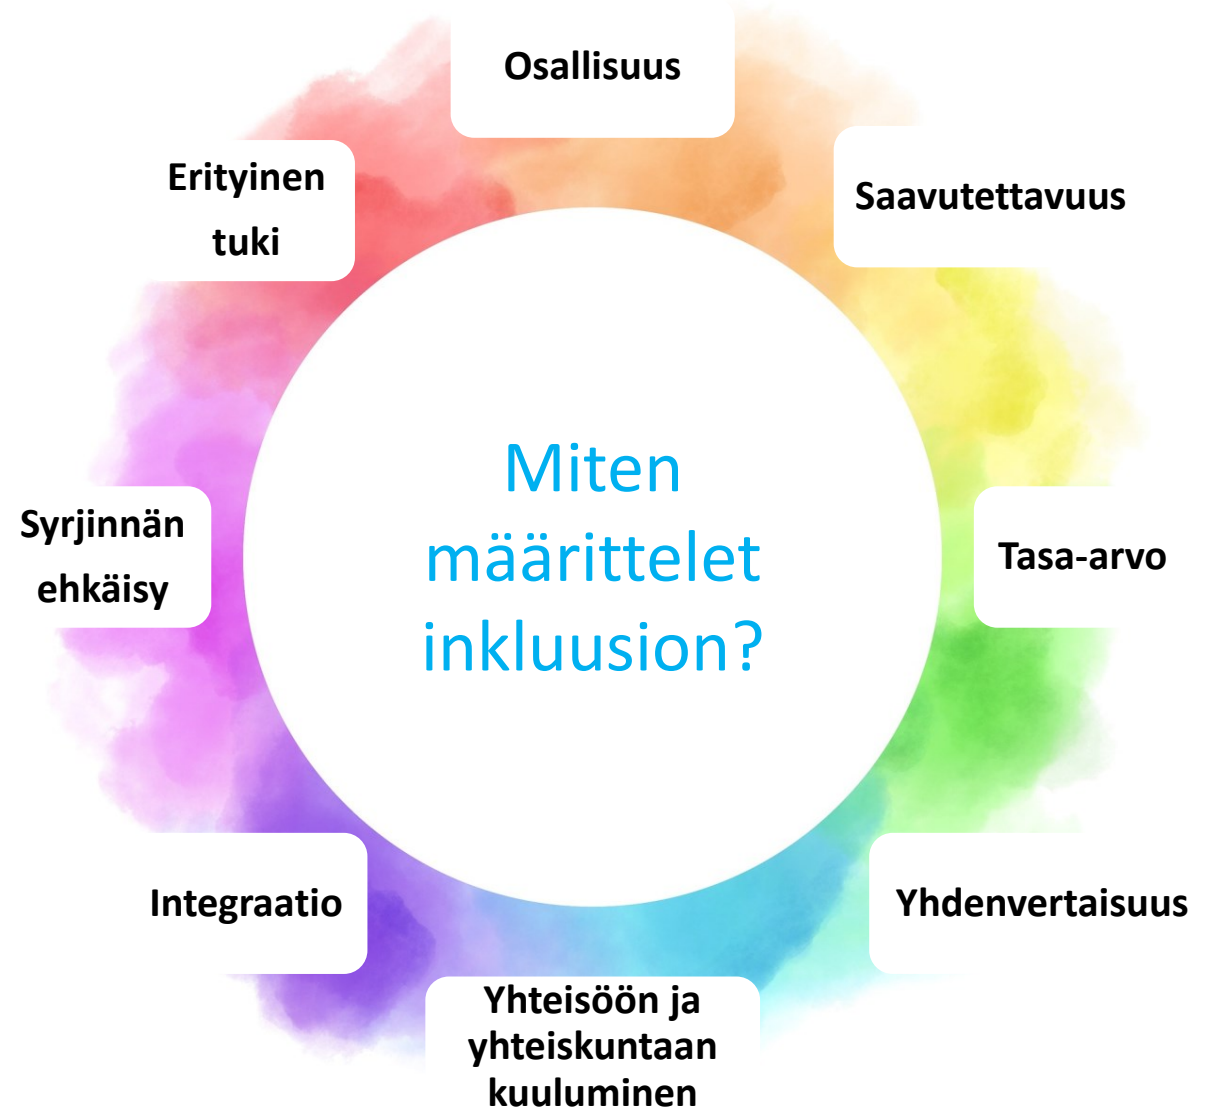 Osallisuus
Erityinen
tuki
Saavutettavuus
Miten
määrittelet
inkluusion?
Syrjinnän
ehkäisy
Tasa-arvo
Integraatio
Yhdenvertaisuus
Yhteisöön ja
yhteiskuntaan
kuuluminen